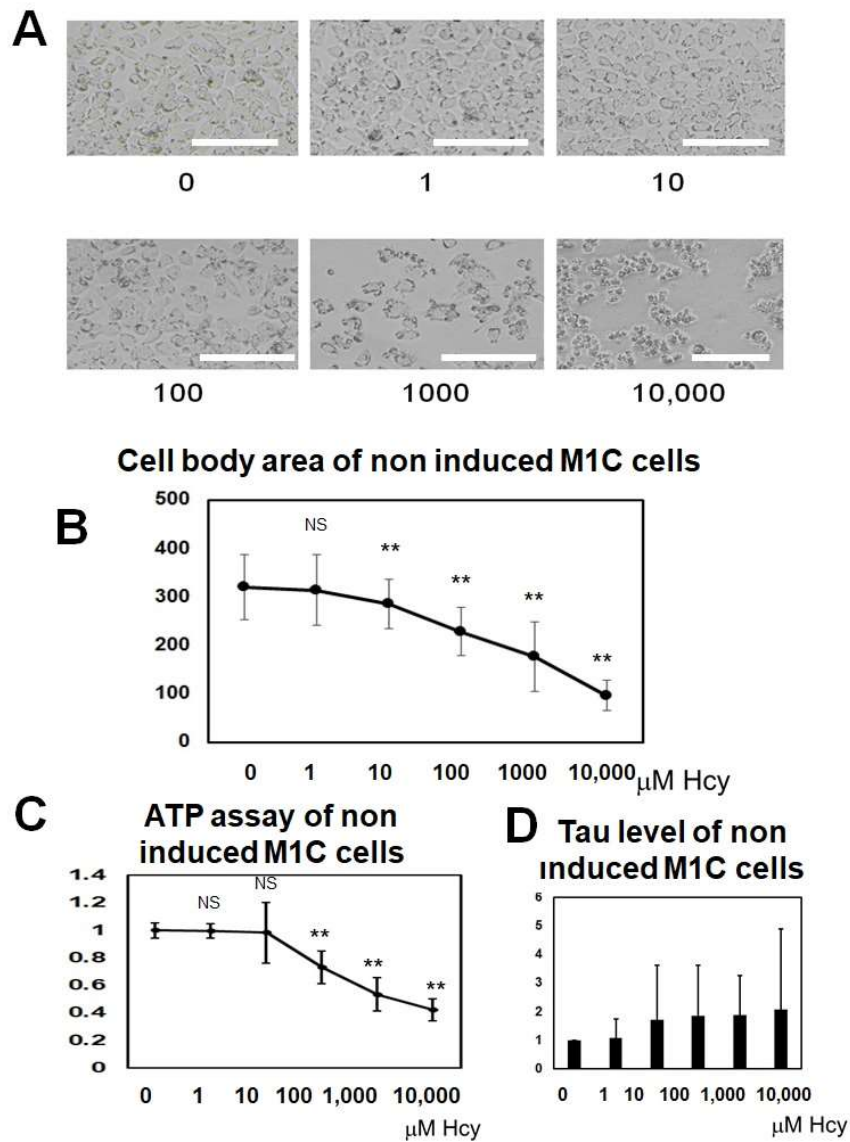 A
0 1 10
100 1000 10,000
Cell body area of non induced M1C cells
B
500
400
300
200
100
0
NS ** ** ** **
0 1 10 100 1000 10,000 µM Hcy
C
ATP assay of non
induced M1C cells
1.4
1.2
1
0.8
0.6
0.4
0.2
0
NS NS ** ** **
0 1 10 100 1,000 10,000
µM Hcy
D
Tau level of non
induced M1C cells
6
5
4
3
2
1
0
0 1 10 100 1,000 10,000
µM Hcy